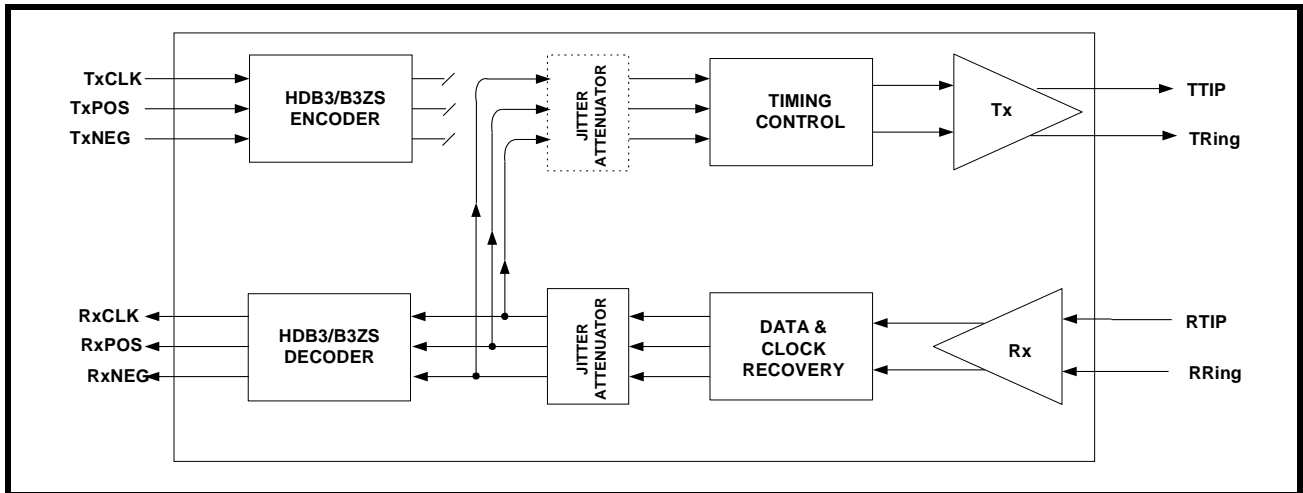 TxCLK
TxPOS
TxNEG
HDB3/B3ZS
ENCODER
JITTER
ATTENUATOR
TIMING
CONTROL
Tx
TTIP
TRing
RxCLK
RxPOS
RxNEG
HDB3/B3ZS
DECODER
JITTER
ATTENUATOR
DATA &
CLOCK
RECOVERY
Rx
RTIP
RRing